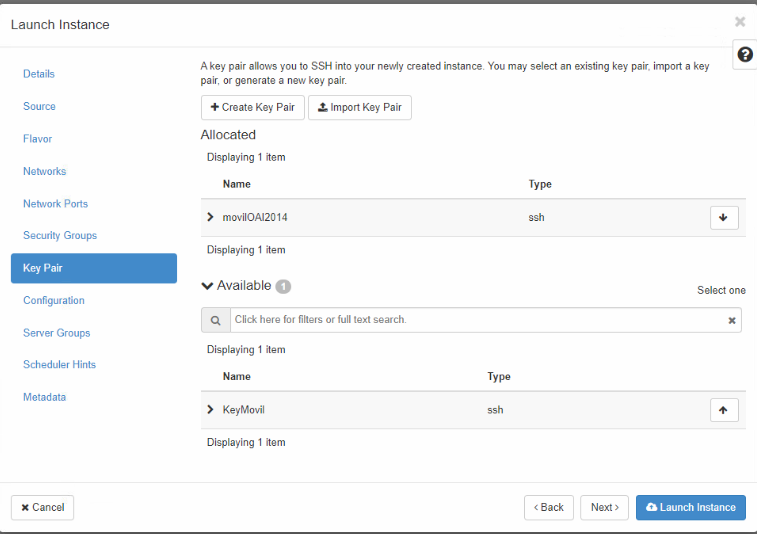 Launch Instance
Details
Source
Flavor
Networks
Network Ports
Security Groups
Key Pair
Configuration
Server Groups
Scheduler Hints
Metadata
A key pair allows you to SSH into your newly created instance. You may select an existing key pair, import a key
pair, or generate a new key pair.
Create Key Pair Import Key Pair
Allocated
Displaying 1 item
Name Type
movilOAI2014 ssh
Displaying 1 item
Available 1
Select one
Click here for filters or full text search.
Displaying 1 item
Name Type
KeyMovil ssh
Displaying 1 item
Cancel < Back Next > Launch Instance